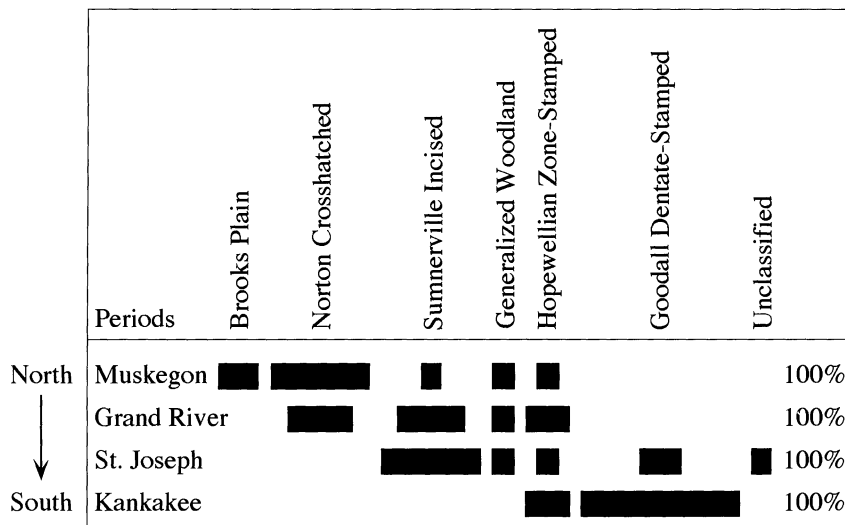 Brooks Plain
Norton Crosshatched
Sumnerville Incised
Generalized Woodland
Hopewellian Zone-Stamped
Goodall Dentate-Stamped
Unclassified
Periods
North Muskegon 100%
Grand River 100%
St. Joseph 100%
South Kankakee 100%